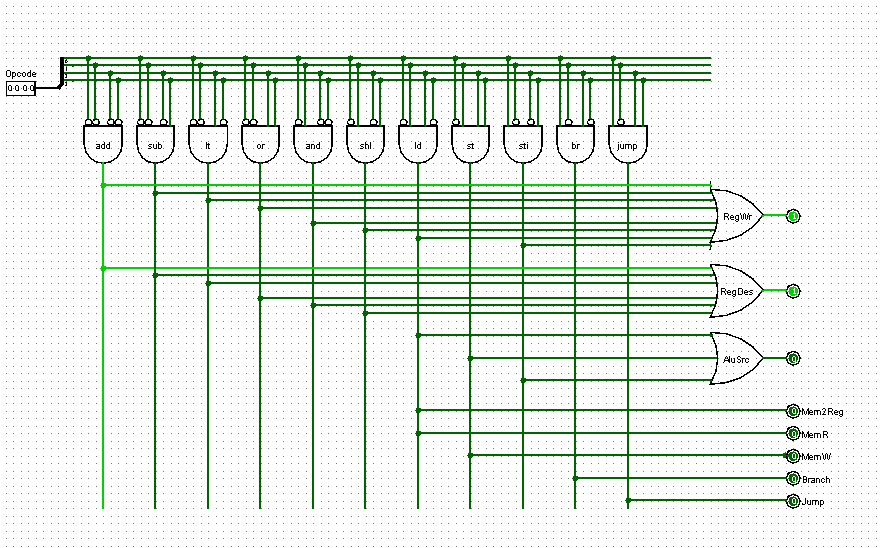 Opcode
0 0 0 0
add sub lt or and shl ld st sti br jump
RegWr 1
RegDes 1
AluSrc 0
0 Mem2Reg
0 MemR
0 MemW
0 Branch
0 Jump